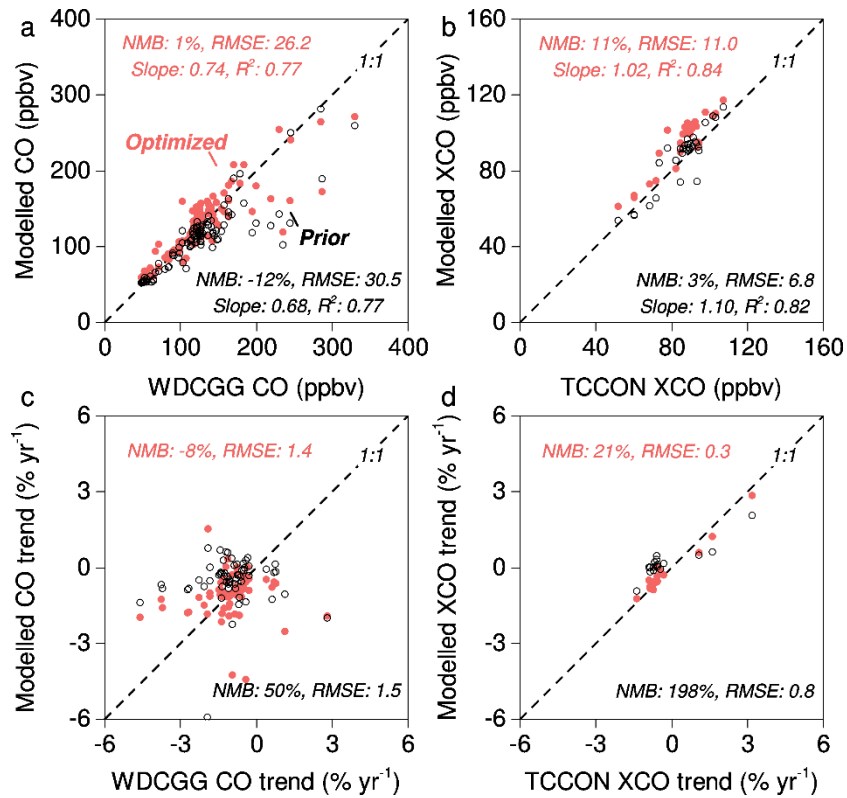 a
400
300
200
100
0
Modelled CO (ppbv)
NMB: 1%, RMSE: 26.2
Slope: 0.74, R²: 0.77
1:1
Optimized
Prior
NMB: -12%, RMSE: 30.5
Slope: 0.68, R²: 0.77
0 100 200 300 400
WDCGG CO (ppbv)
b
160
120
80
40
0
Modelled XCO (ppbv)
NMB: 11%, RMSE: 11.0
Slope: 1.02, R²: 0.84
1:1
NMB: 3%, RMSE: 6.8
Slope: 1.10, R²: 0.82
0 40 80 120 160
TCCON XCO (ppbv)
c
6
3
0
-3
-6
Modelled CO trend (% yr⁻¹)
NMB: -8%, RMSE: 1.4
1:1
NMB: 50%, RMSE: 1.5
-6 -3 0 3 6
WDCGG CO trend (% yr⁻¹)
d
6
3
0
-3
-6
Modelled XCO trend (% yr⁻¹)
NMB: 21%, RMSE: 0.3
1:1
NMB: 198%, RMSE: 0.8
-6 -3 0 3 6
TCCON XCO trend (% yr⁻¹)